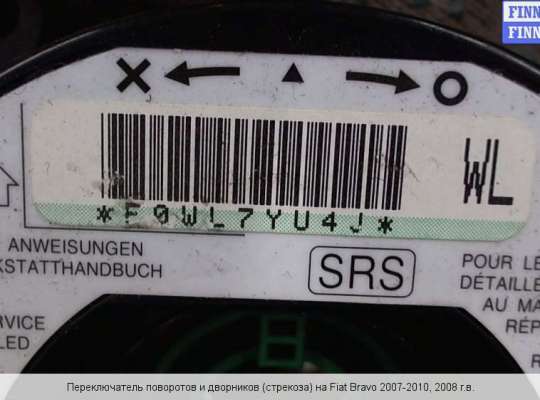 FINN
FINN
WL
*F0WL7YU4J*
ANWEISUNGEN
KSTATTHANDBUCH
SRS
POUR LE
DÉTAILLE
AU MA
RÉP
R
RVICE
LED
8
Переключатель поворотов и дворников (стрекоза) на Fiat Bravo 2007-2010, 2008 г.в.